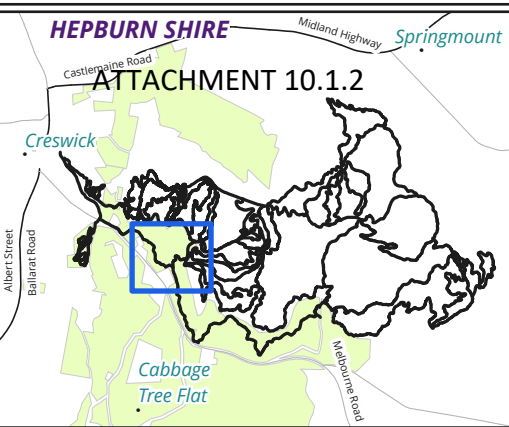 HEPBURN SHIRE
Midland Highway
Springmount
Castlemaine Road
ATTACHMENT 10.1.2
Creswick
Albert Street
Ballarat Road
Cabbage
Tree Flat
Melbourne Road